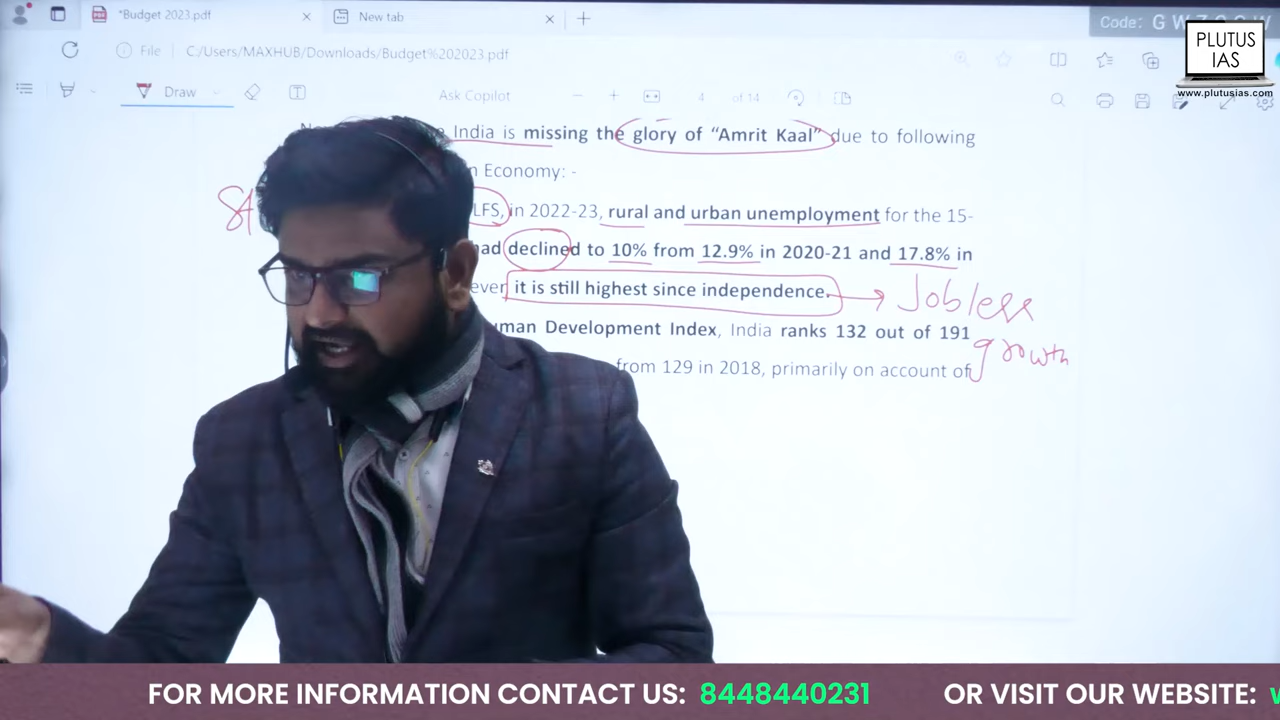 *Budget 2023.pdf
New tab
Code: G W
PLUTUS
IAS
www.plutusias.com
File
C:/Users/MAXHUB/Downloads/Budget%202023.pdf
Draw
Ask Copilot
4 of 14
India is missing the glory of “Amrit Kaal” due to following
Economy: -
LFS, in 2022-23, rural and urban unemployment for the 15-
declined to 10% from 12.9% in 2020-21 and 17.8% in
it is still highest since independence.
Jobless
Development Index, India ranks 132 out of 191
growth
from 129 in 2018, primarily on account of
FOR MORE INFORMATION CONTACT US: 8448440231 OR VISIT OUR WEBSITE: